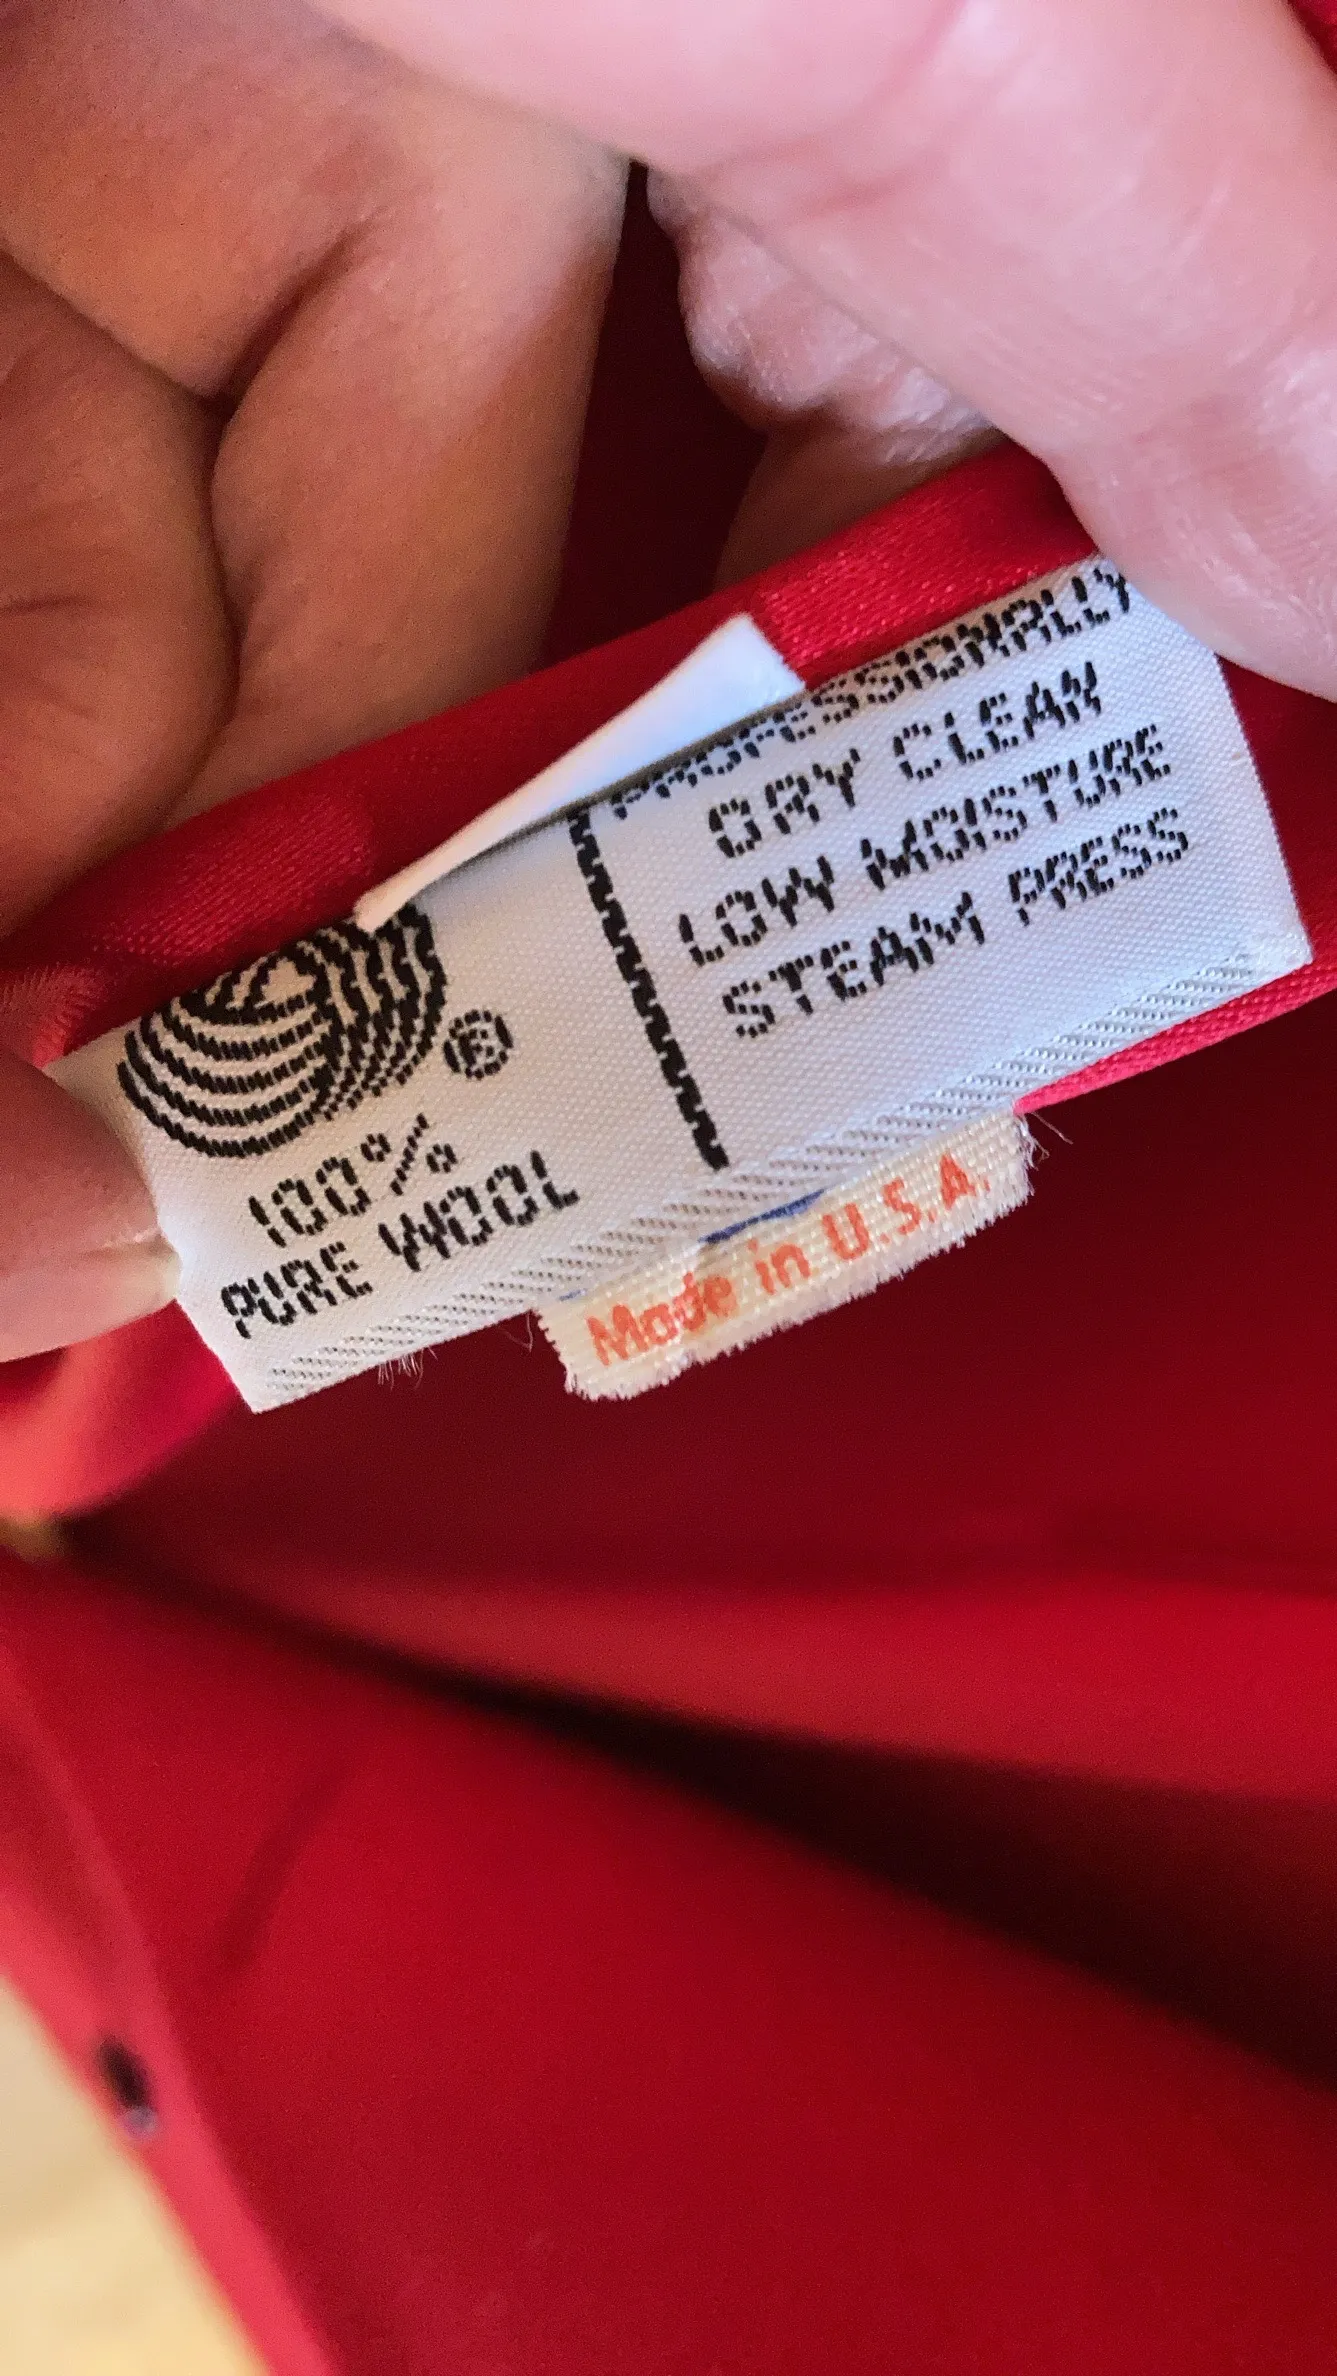 ®
100%
PURE WOOL
PROFESSIONALLY
DRY CLEAN
LOW MOISTURE
STEAM PRESS
Made in U.S.A.